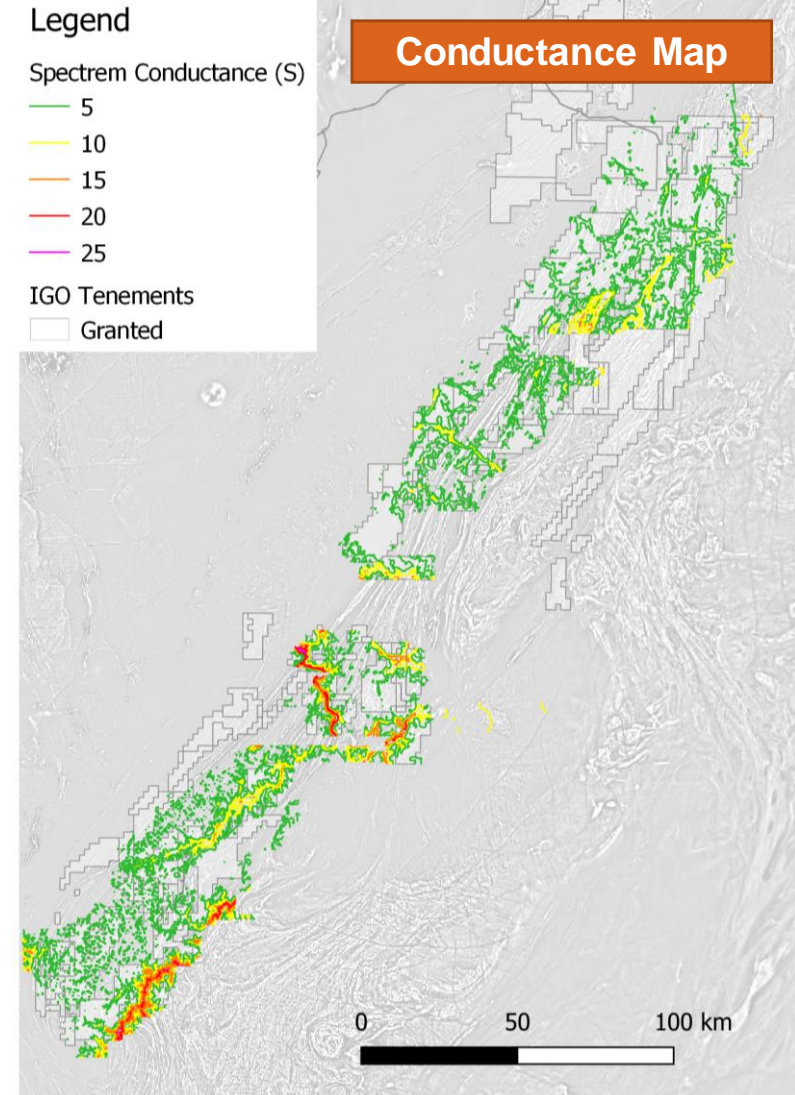 Legend
Conductance Map
Spectrem Conductance (S)
5
10
15
20
25
IGO Tenements
Granted
0 50 100 km